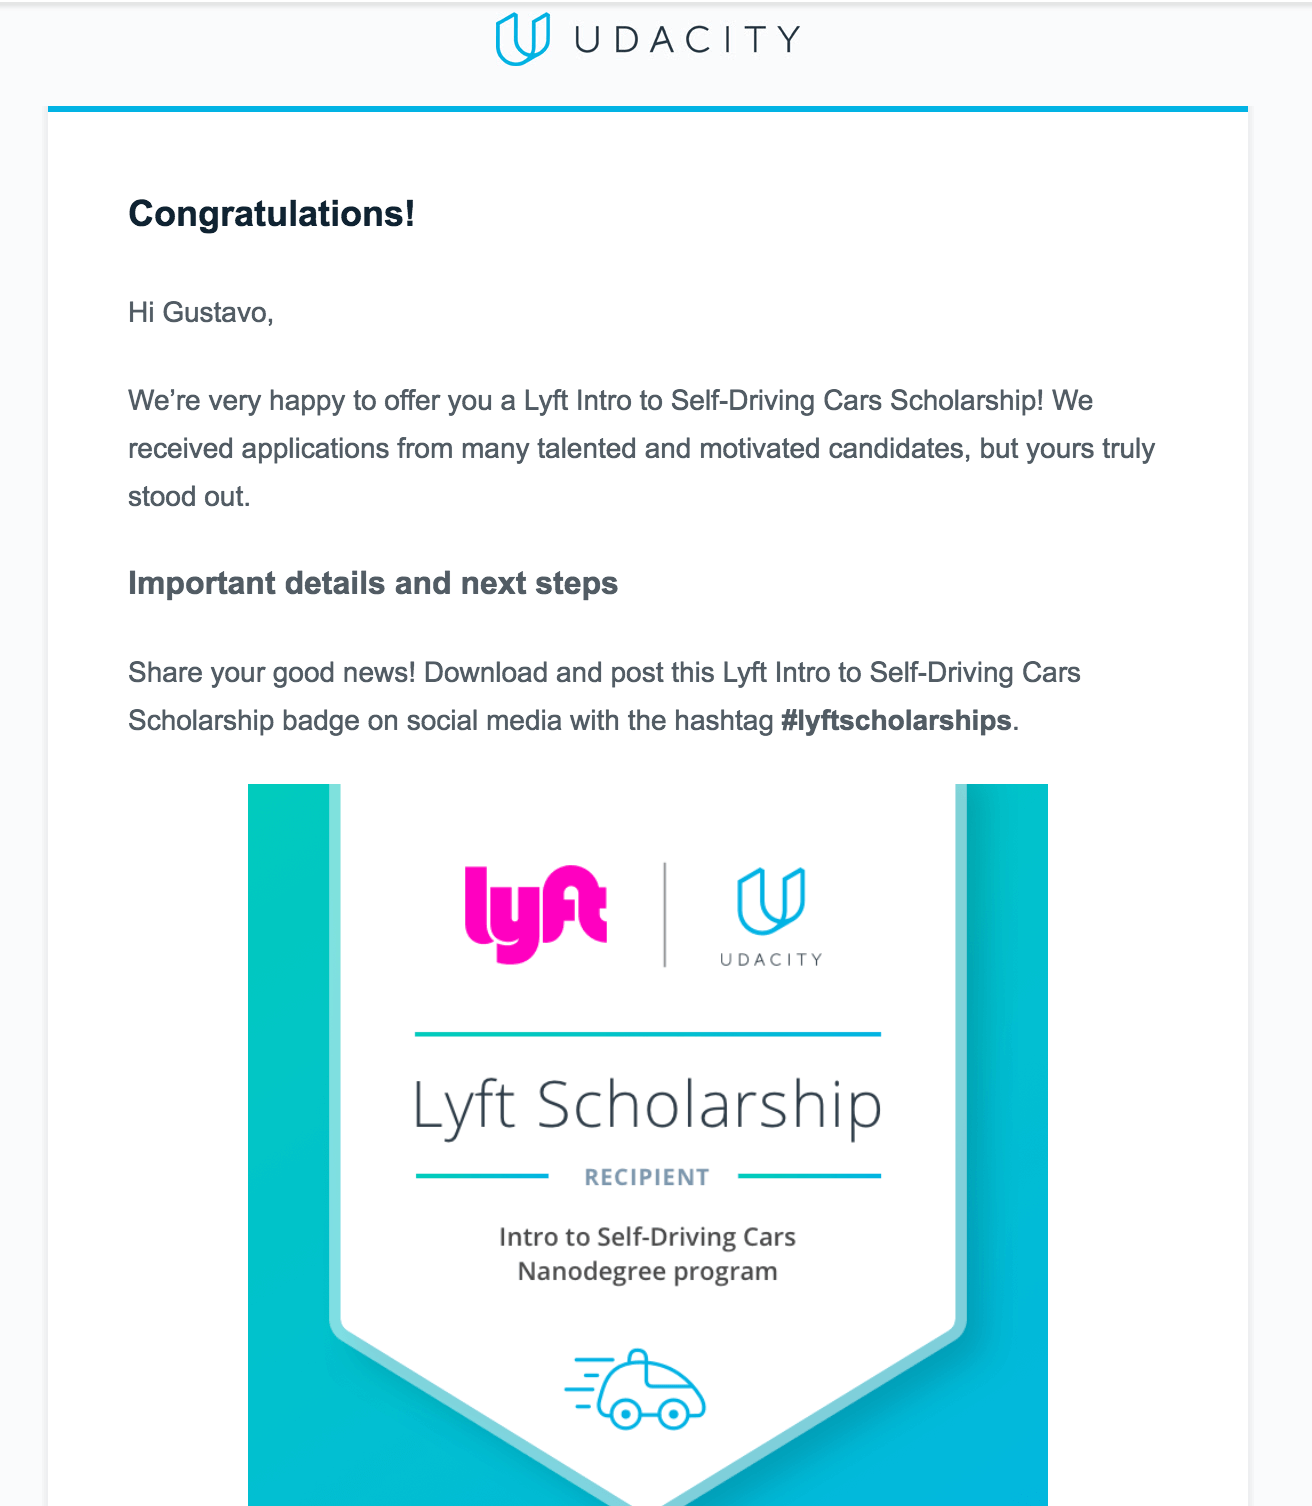 UDACITY
Congratulations!
Hi Gustavo,
We’re very happy to offer you a Lyft Intro to Self-Driving Cars Scholarship! We
received applications from many talented and motivated candidates, but yours truly
stood out.
Important details and next steps
Share your good news! Download and post this Lyft Intro to Self-Driving Cars
Scholarship badge on social media with the hashtag #lyftscholarships.
lyft
UDACITY
Lyft Scholarship
RECIPIENT
Intro to Self-Driving Cars
Nanodegree program